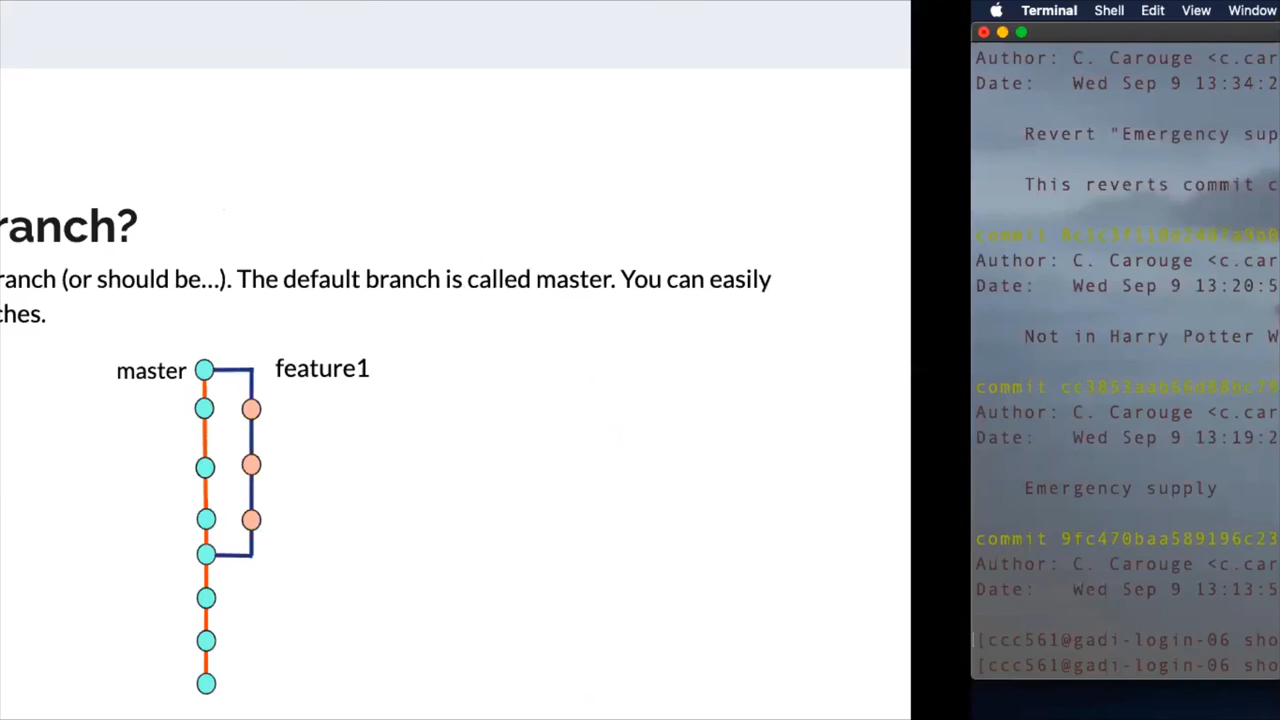 ranch?
ranch (or should be...). The default branch is called master. You can easily
ches.
master
feature1
Terminal Shell Edit View Window
Author: C. Carouge <c.car
Date: Wed Sep 9 13:34:2
Revert "Emergency sup
This reverts commit c
commit
Author: C. Carouge <c.car
Date: Wed Sep 9 13:20:5
Not in Harry Potter W
commit
Author: C. Carouge <c.car
Date: Wed Sep 9 13:19:2
Emergency supply
commit 9fc470baa589196c23
Author: C. Carouge <c.car
Date: Wed Sep 9 13:13:5
[ccc561@gadi-login-06 sho
[ccc561@gadi-login-06 sho